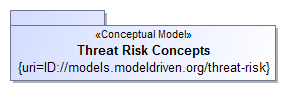 «Conceptual Model»
Threat Risk Concepts
{uri=ID://models.modeldriven.org/threat-risk}